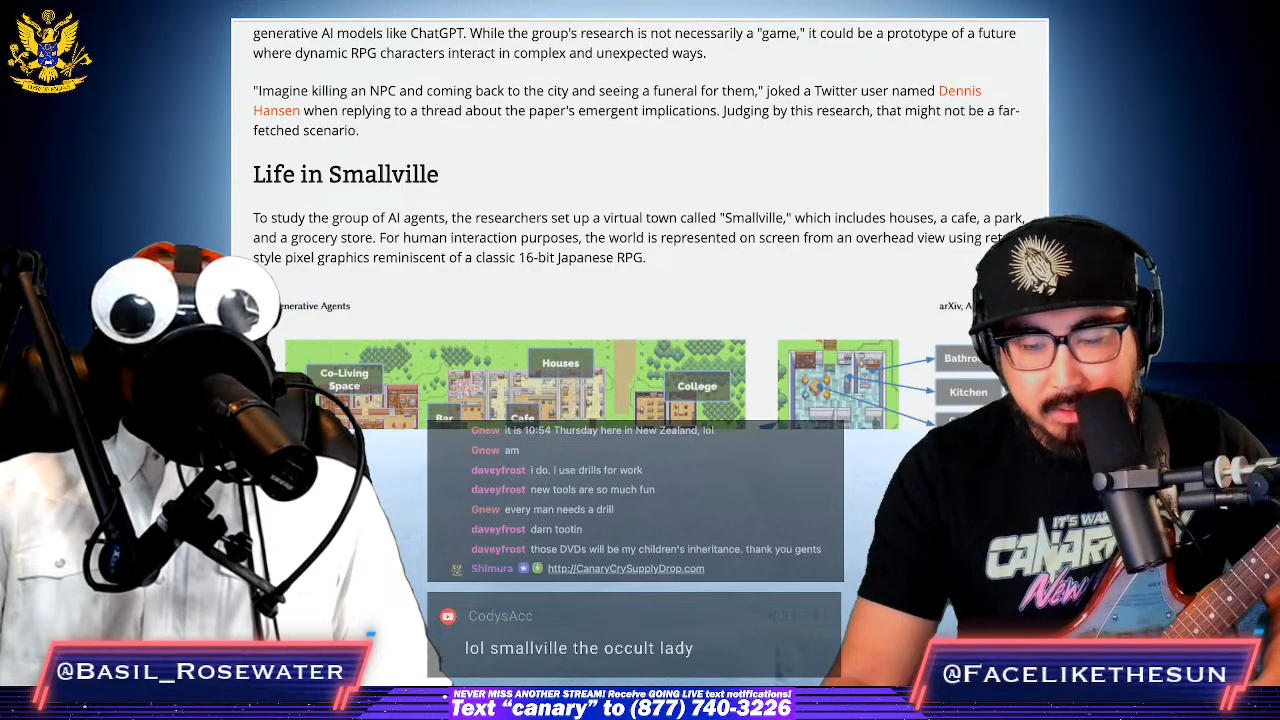 generative AI models like ChatGPT. While the group's research is not necessarily a "game," it could be a prototype of a future
where dynamic RPG characters interact in complex and unexpected ways.
"Imagine killing an NPC and coming back to the city and seeing a funeral for them," joked a Twitter user named Dennis
Hansen when replying to a thread about the paper's emergent implications. Judging by this research, that might not be a far-
fetched scenario.
Life in Smallville
To study the group of AI agents, the researchers set up a virtual town called "Smallville," which includes houses, a cafe, a park,
and a grocery store. For human interaction purposes, the world is represented on screen from an overhead view using
style pixel graphics reminiscent of a classic 16-bit Japanese RPG.
Agents
arXiv,
Co-Living
Space
Houses
College
Bar
Cafe
Kitchen
Gnew it is 10:54 Thursday here in New Zealand, lol
Gnew am
daveyfrost i do. i use drills for work
daveyfrost new tools are so much fun
Gnew every man needs a drill
daveyfrost darn tootin
daveyfrost those DVDs will be my children's inheritance. thank you gents
Shimura http://CanaryCrySupplyDrop.com
CodysAcc
lol smallville the occult lady
IT'S
@BASIL_ROSEWATER
@FACELIKETHESUN
NEVER MISS ANOTHER STREAM! Receive GOING LIVE text notifications!
Text "canary" to (877) 740-3226